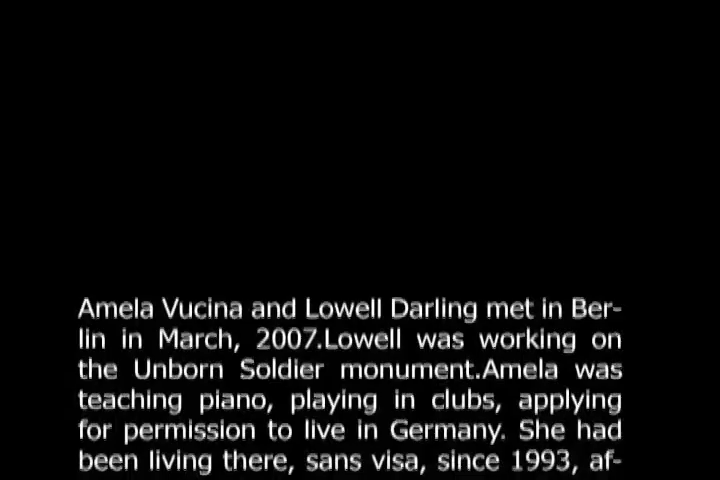 Amela Vucina and Lowell Darling met in Ber-
lin in March, 2007.Lowell was working on
the Unborn Soldier monument.Amela was
teaching piano, playing in clubs, applying
for permission to live in Germany. She had
been living there, sans visa, since 1993, af-